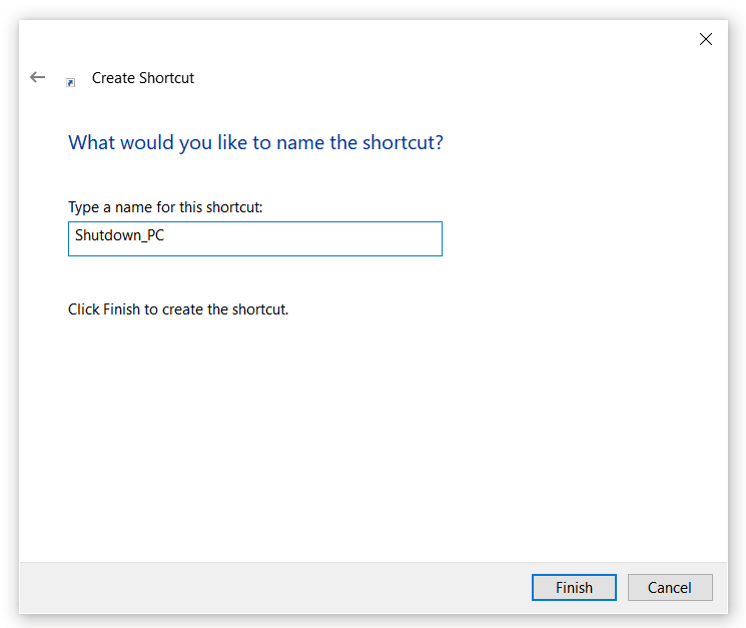 Create Shortcut
What would you like to name the shortcut?
Type a name for this shortcut:
Shutdown_PC
Click Finish to create the shortcut.
Finish
Cancel